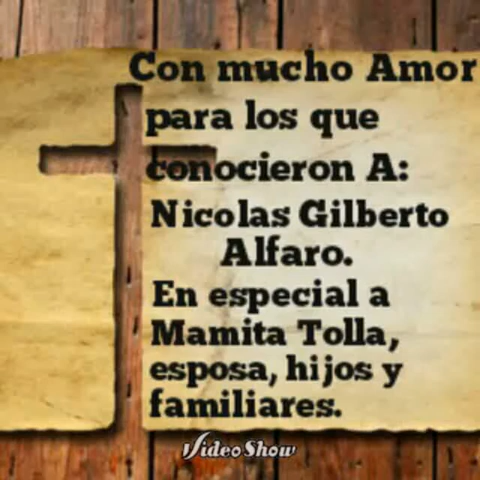 Con mucho Amor
para los que
conocieron A:
Nicolas Gilberto
Alfaro.
En especial a
Mamita Tolla,
esposa, hijos y
familiares.
VideoShow